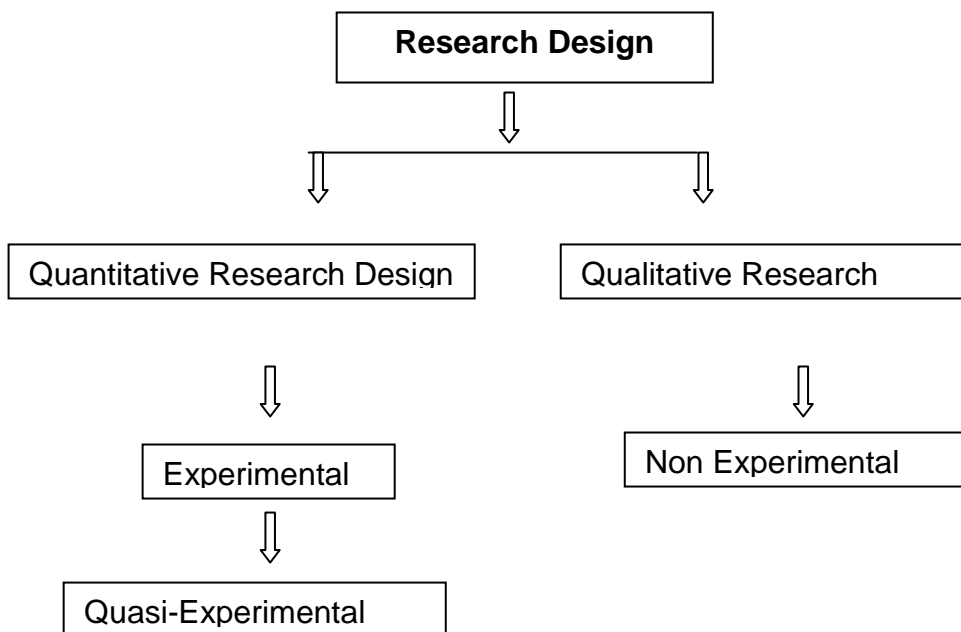 Research Design
Quantitative Research Design
Qualitative Research
Experimental
Non Experimental
Quasi-Experimental